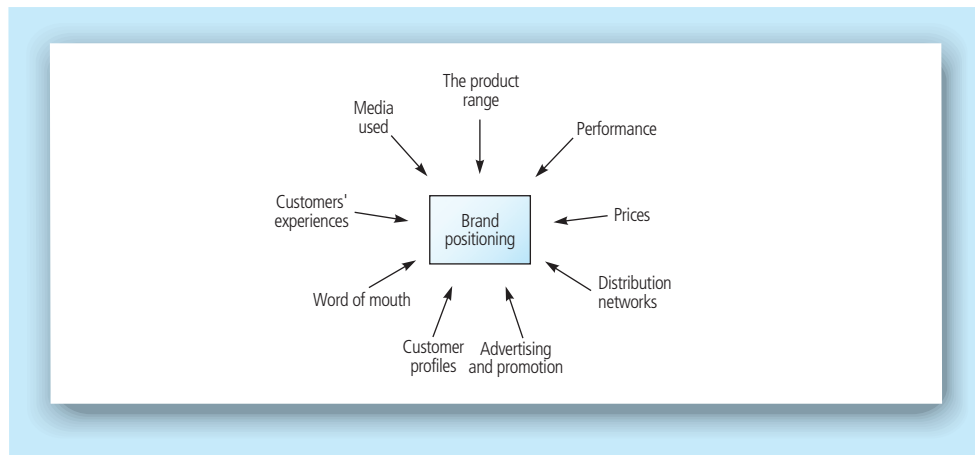 The product
range
Media
used
Performance
Customers'
experiences
Brand
positioning
Prices
Word of mouth
Distribution
networks
Customer
profiles
Advertising
and promotion